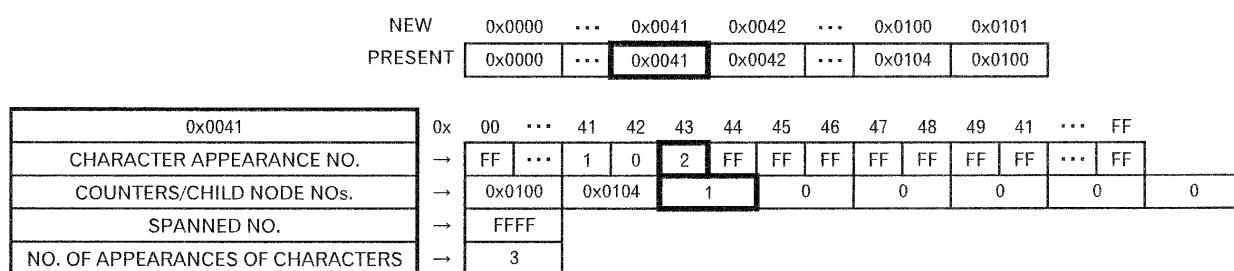 NEW 0x0000 ··· 0x0041 0x0042 ··· 0x0100 0x0101
PRESENT 0x0000 ··· 0x0041 0x0042 ··· 0x0104 0x0100
0x0041 0x 00 ··· 41 42 43 44 45 46 47 48 49 41 ··· FF
CHARACTER APPEARANCE NO. → FF ··· 1 0 2 FF FF FF FF FF FF FF ··· FF
COUNTERS/CHILD NODE NOs. → 0x0100 0x0104 1 0 0 0 0 0
SPANNED NO. → FFFF
NO. OF APPEARANCES OF CHARACTERS → 3